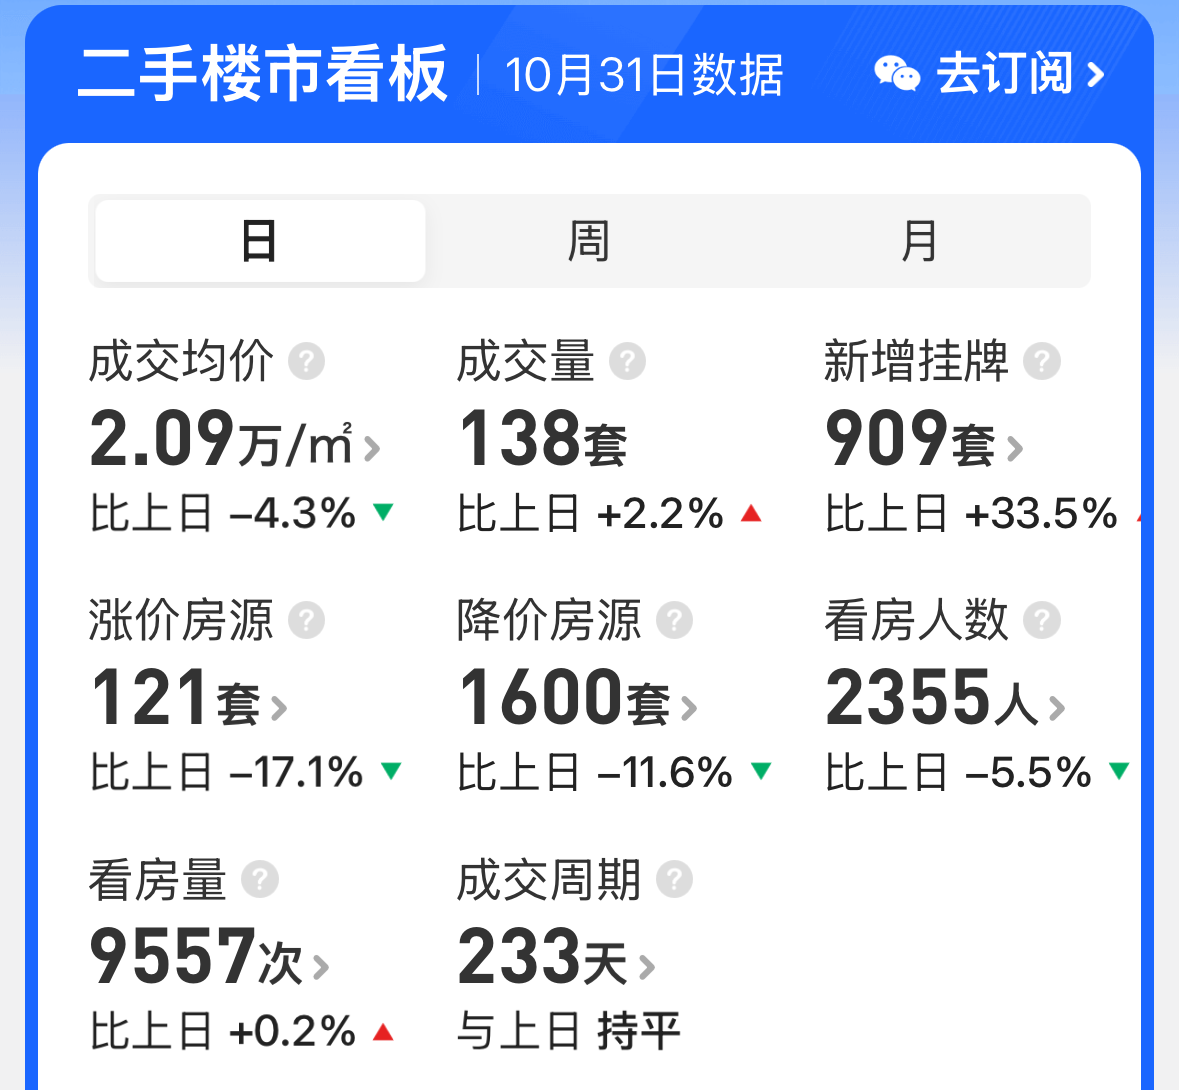 二手楼市看板 | 10月31日数据 去订阅
日 周 月
成交均价 ? 成交量 ? 新增挂牌 ?
2.09万/㎡ 138套 909套
比上日 –4.3% ▼ 比上日 +2.2% ▲ 比上日 +33.5%
涨价房源 ? 降价房源 ? 看房人数 ?
121套 1600套 2355人
比上日 –17.1% ▼ 比上日 –11.6% ▼ 比上日 –5.5% ▼
看房量 ? 成交周期 ?
9557次 233天
比上日 +0.2% ▲ 与上日 持平